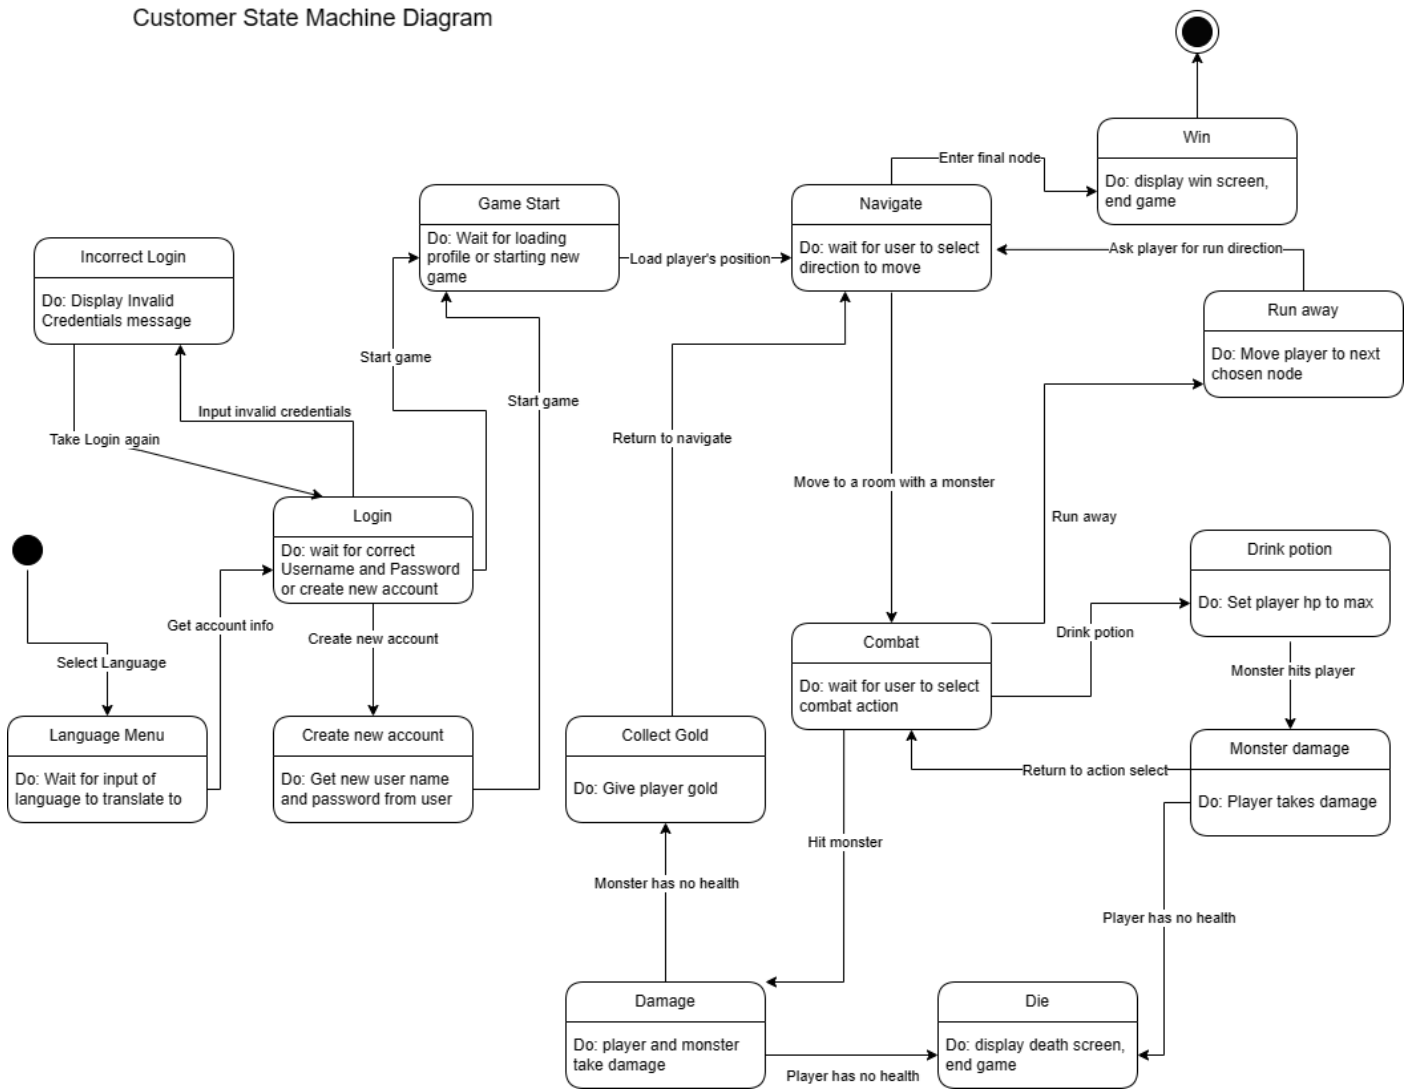 Customer State Machine Diagram
Win
Do: display win screen,
end game
Enter final node
Game Start
Do: Wait for loading
profile or starting new
game
Load player's position
Navigate
Do: wait for user to select
direction to move
Ask player for run direction
Incorrect Login
Do: Display Invalid
Credentials message
Run away
Do: Move player to next
chosen node
Start game
Start game
Input invalid credentials
Take Login again
Return to navigate
Move to a room with a monster
Run away
Login
Do: wait for correct
Username and Password
or create new account
Drink potion
Do: Set player hp to max
Get account info
Create new account
Drink potion
Select Language
Combat
Do: wait for user to select
combat action
Monster hits player
Language Menu
Do: Wait for input of
language to translate to
Create new account
Do: Get new user name
and password from user
Collect Gold
Do: Give player gold
Return to action select
Monster damage
Do: Player takes damage
Hit monster
Monster has no health
Player has no health
Damage
Do: player and monster
take damage
Player has no health
Die
Do: display death screen,
end game